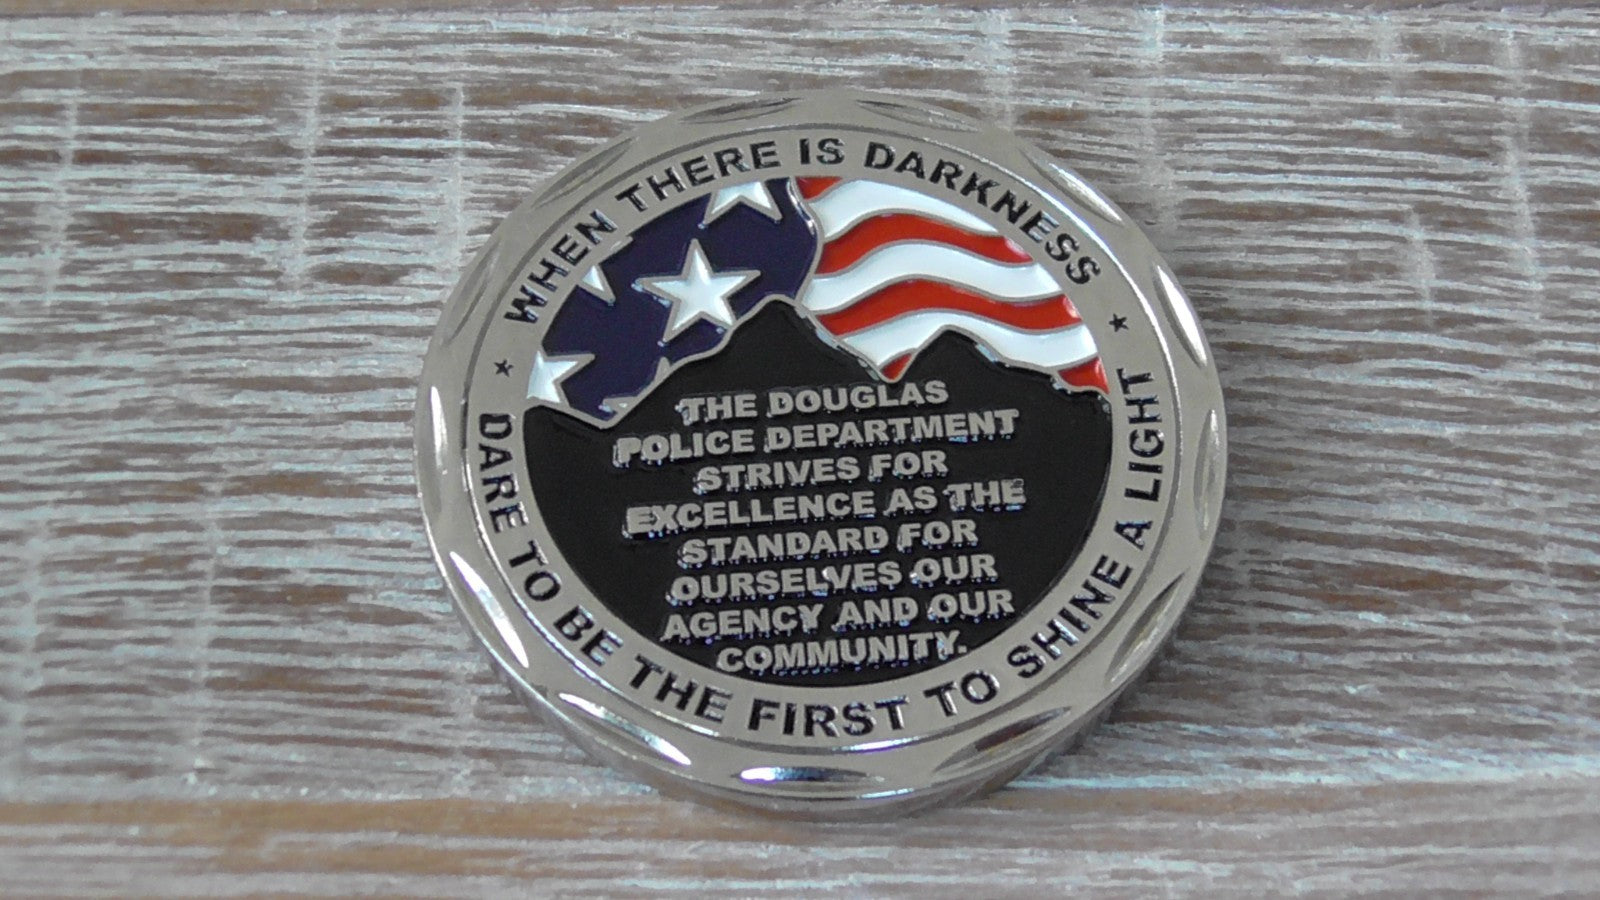 WHEN THERE IS DARKNESS
DARE TO BE THE FIRST TO SHINE A LIGHT
THE DOUGLAS
POLICE DEPARTMENT
STRIVES FOR
EXCELLENCE AS THE
STANDARD FOR
OURSELVES OUR
AGENCY AND OUR
COMMUNITY.